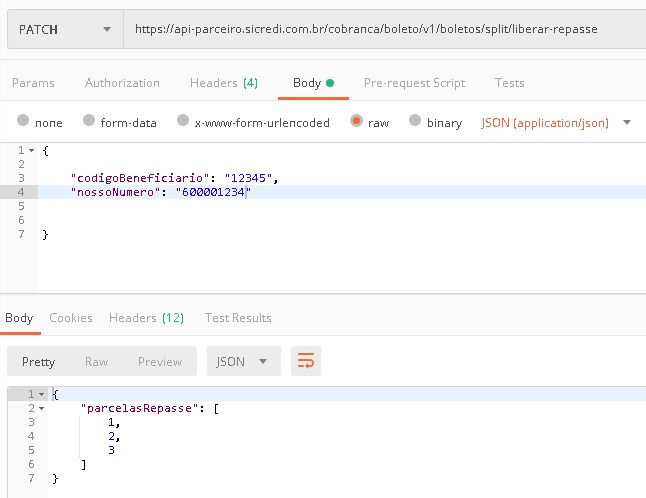 PATCH https://api-parceiro.sicredi.com.br/cobranca/boleto/v1/boletos/split/liberar-repasse
Params Authorization Headers (4) Body Pre-request Script Tests
none form-data x-www-form-urlencoded raw binary JSON (application/json)
1 {
2
3 "codigoBeneficiario": "12345",
4 "nossoNumero": "600001234"
5
6
7 }
Body Cookies Headers (12) Test Results
Pretty Raw Preview JSON
1 {
2 "parcelasRepasse": [
3 1,
4 2,
5 3
6 ]
7 }